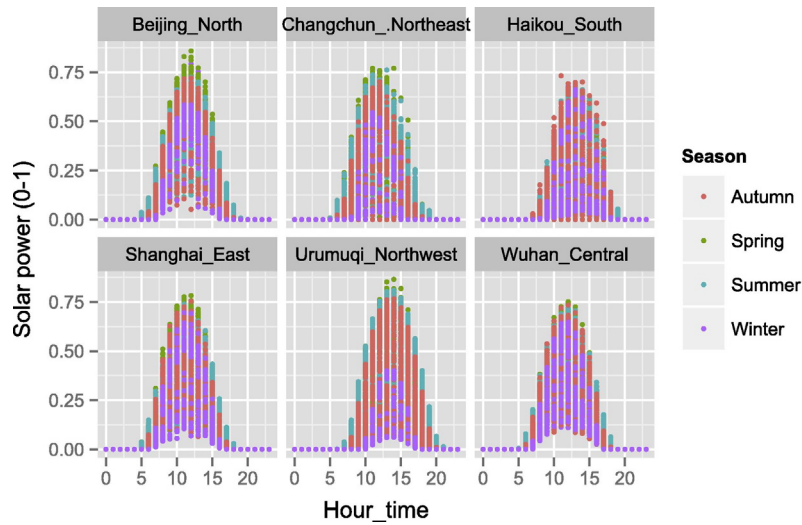 Beijing_North
Changchun_.Northeast
Haikou_South
0.75
0.50
0.25
0.00
Shanghai_East
Urumuqi_Northwest
Wuhan_Central
0.75
0.50
0.25
0.00
0 5 10 15 20
0 5 10 15 20
0 5 10 15 20
Hour_time
Solar power (0-1)
Season
Autumn
Spring
Summer
Winter